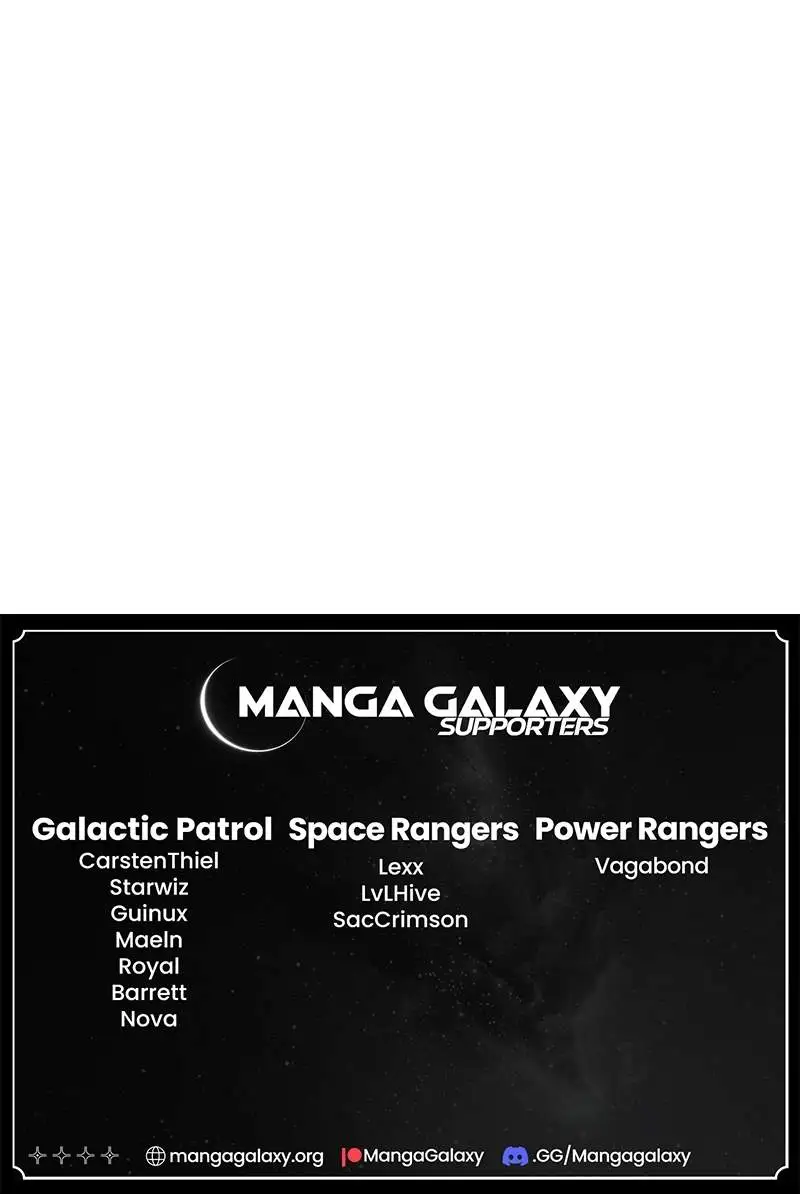 MANGA GALAXY
SUPPORTERS
Galactic Patrol
CarstenThiel
Starwiz
Guinux
Maeln
Royal
Barrett
Nova
Space Rangers
Lexx
LvLHive
SacCrimson
Power Rangers
Vagabond
mangagalaxy.org
MangaGalaxy
.GG/Mangagalaxy